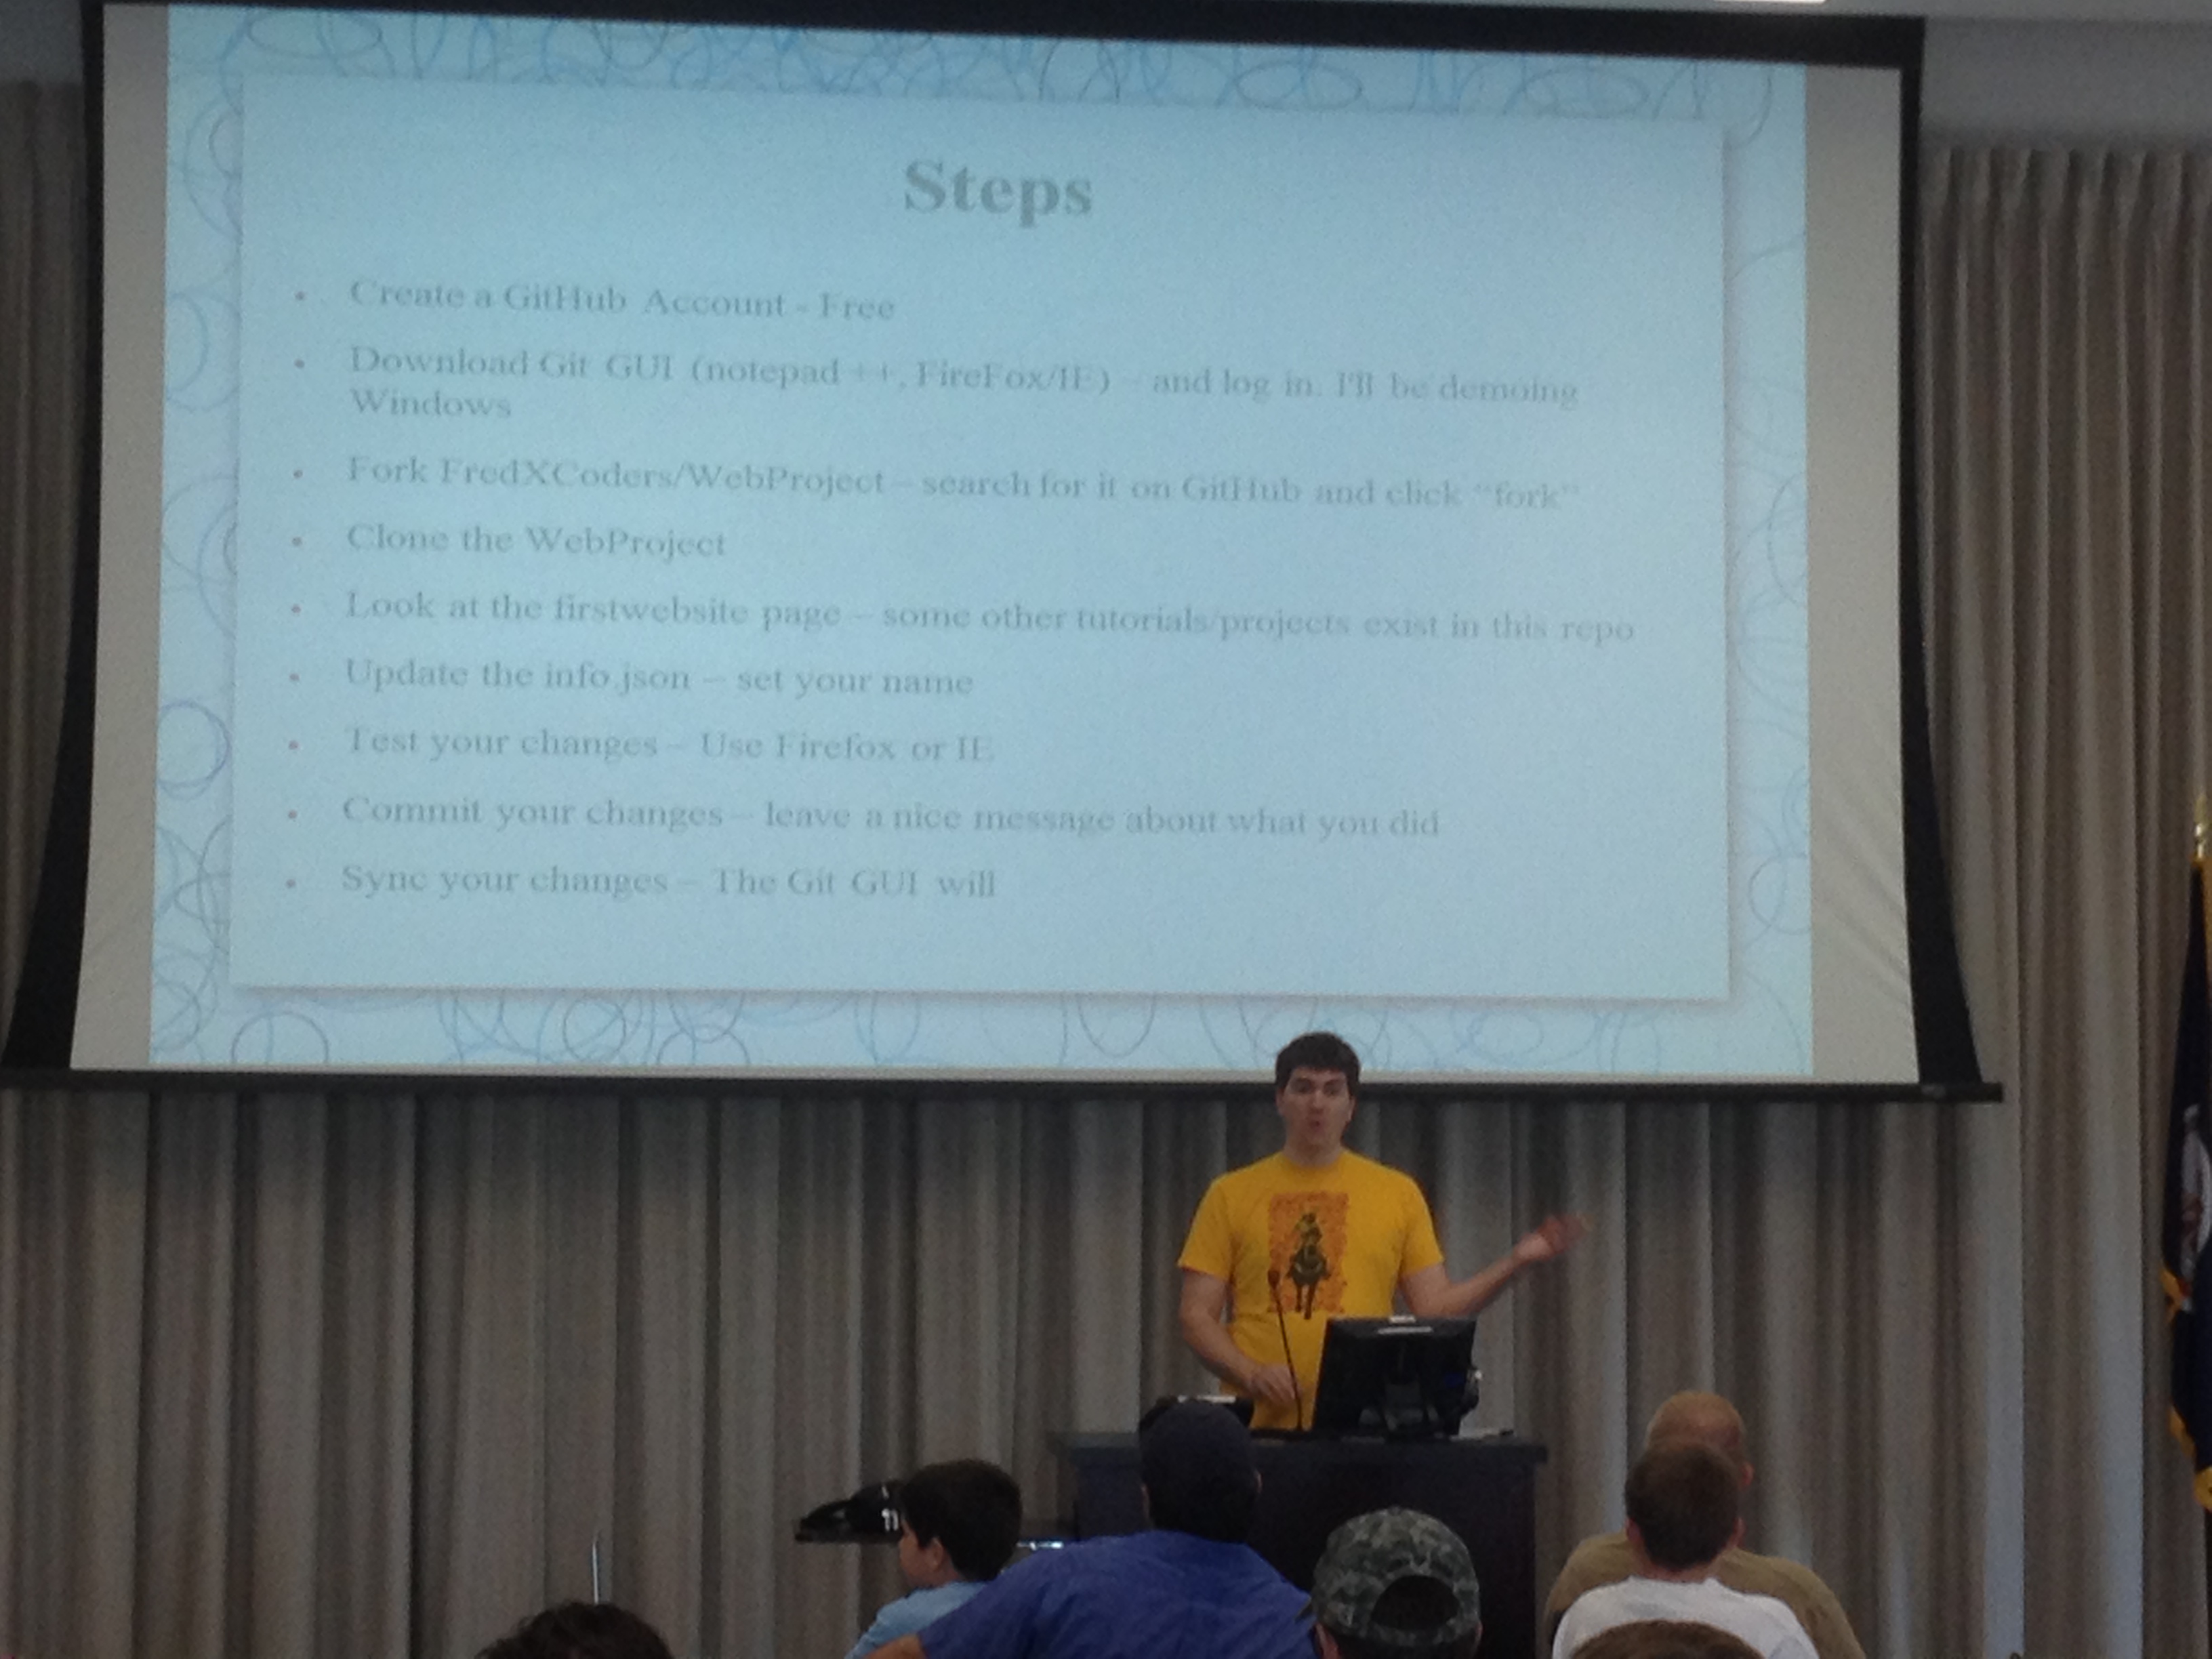 Steps
Create a GitHub Account - Free
Download Git GUI (notepad ++, FireFox/IE) – and log in. I'll be demoing
Windows
Fork FredXCoders/WebProject – search for it on GitHub and click "fork"
Clone the WebProject
Look at the firstwebsite page – some other tutorials/projects exist in this repo
Update the info.json – set your name
Test your changes – Use Firefox or IE
Commit your changes – leave a nice message about what you did
Sync your changes – The Git GUI will